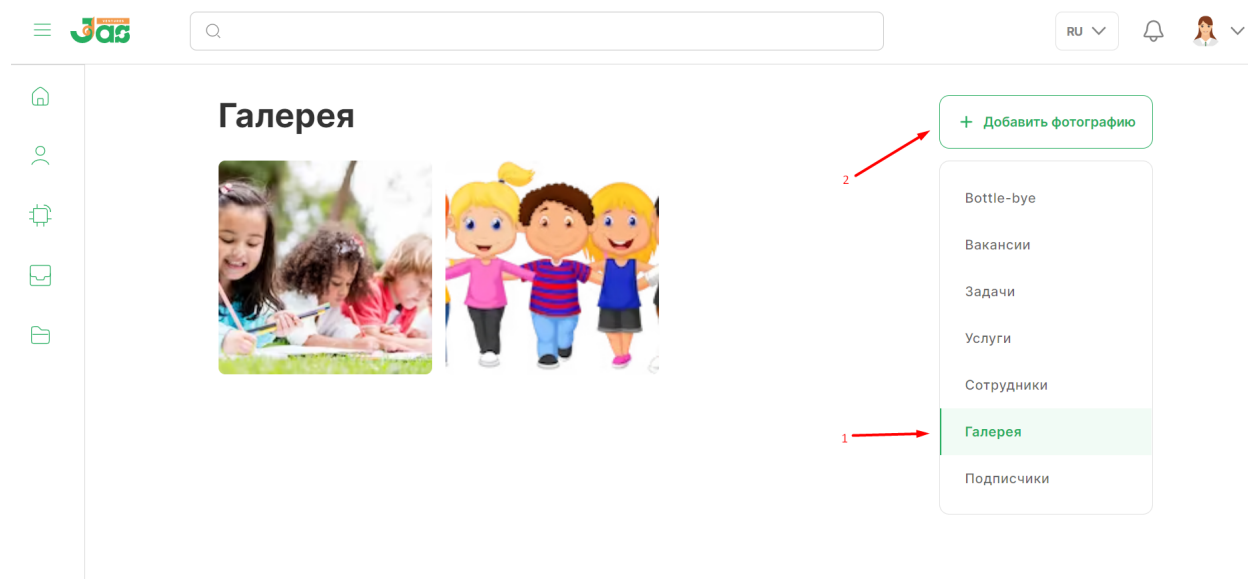 Jas
RU
Галерея
+ Добавить фотографию
2
Bottle-bye
Вакансии
Задачи
Услуги
Сотрудники
1
Галерея
Подписчики